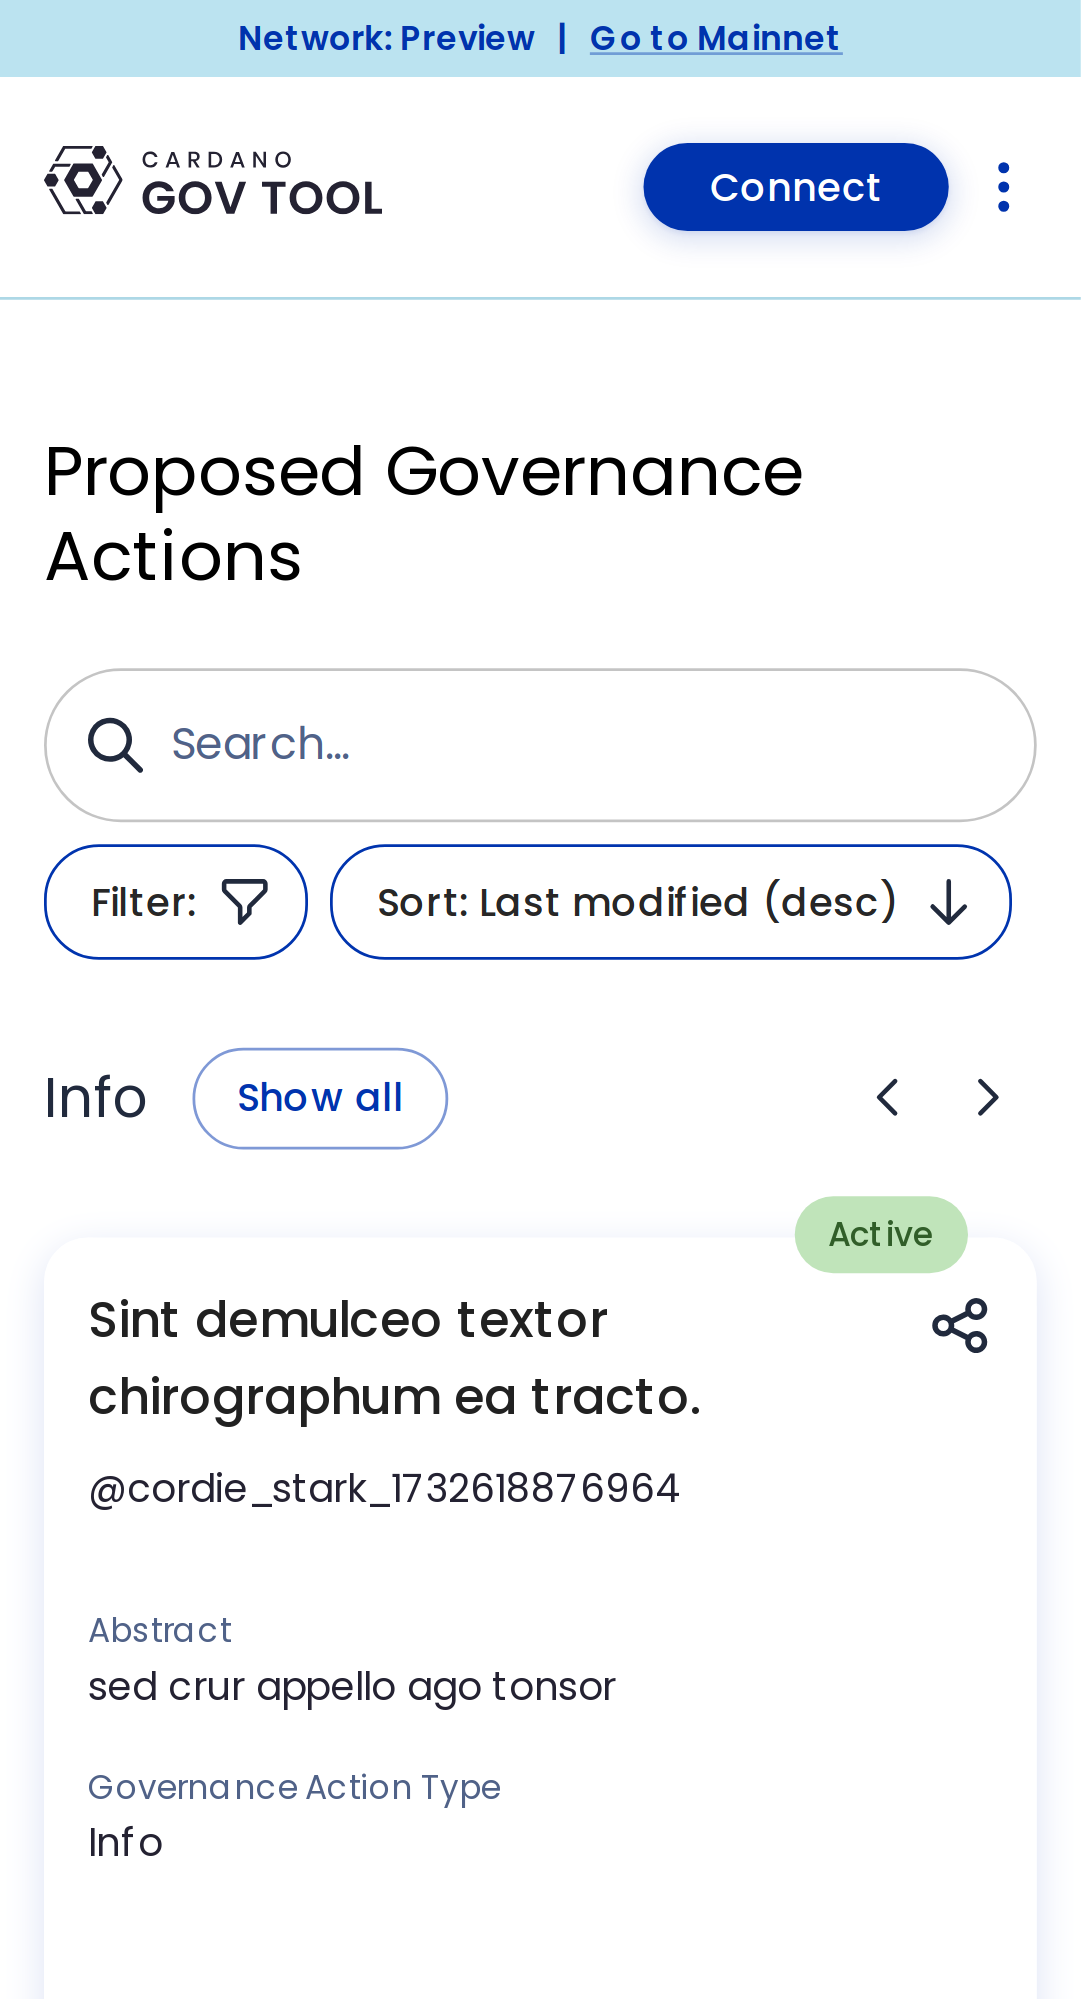 Network: Preview | Go to Mainnet
CARDANO
GOV TOOL
Connect
Proposed Governance
Actions
Search...
Filter:
Sort: Last modified (desc)
Info
Show all
Active
Sint demulceo textor
chirographum ea tracto.
@cordie_stark_1732618876964
Abstract
sed crur appello ago tonsor
Governance Action Type
Info